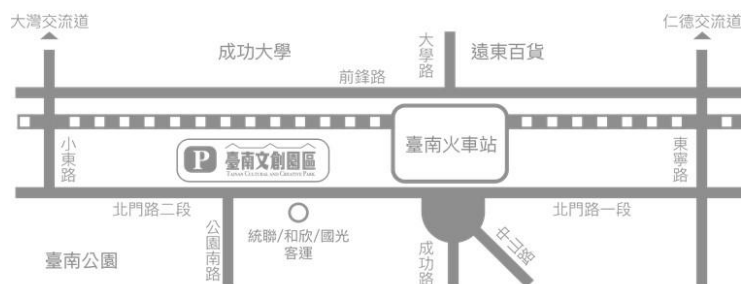 大灣交流道
仁德交流道
成功大學
大學路
遠東百貨
前鋒路
小東路
P
臺南文創園區
TAINAN CULTURAL AND CREATIVE PARK
臺南火車站
東寧路
北門路二段
公園南路
統聯/和欣/國光
客運
北門路一段
臺南公園
成功路
中山路